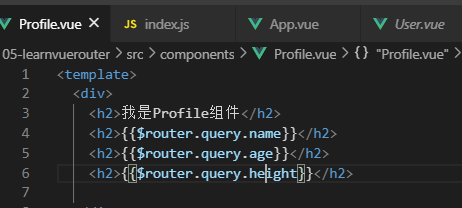 Profile.vue JS index.js App.vue User.vue
05-learnvuerouter > src > components > Profile.vue > {} "Profile.vue"
1 <template>
2 <div>
3 <h2>我是Profile组件</h2>
4 <h2>{{$router.query.name}}</h2>
5 <h2>{{$router.query.age}}</h2>
6 <h2>{{$router.query.height}}</h2>
7